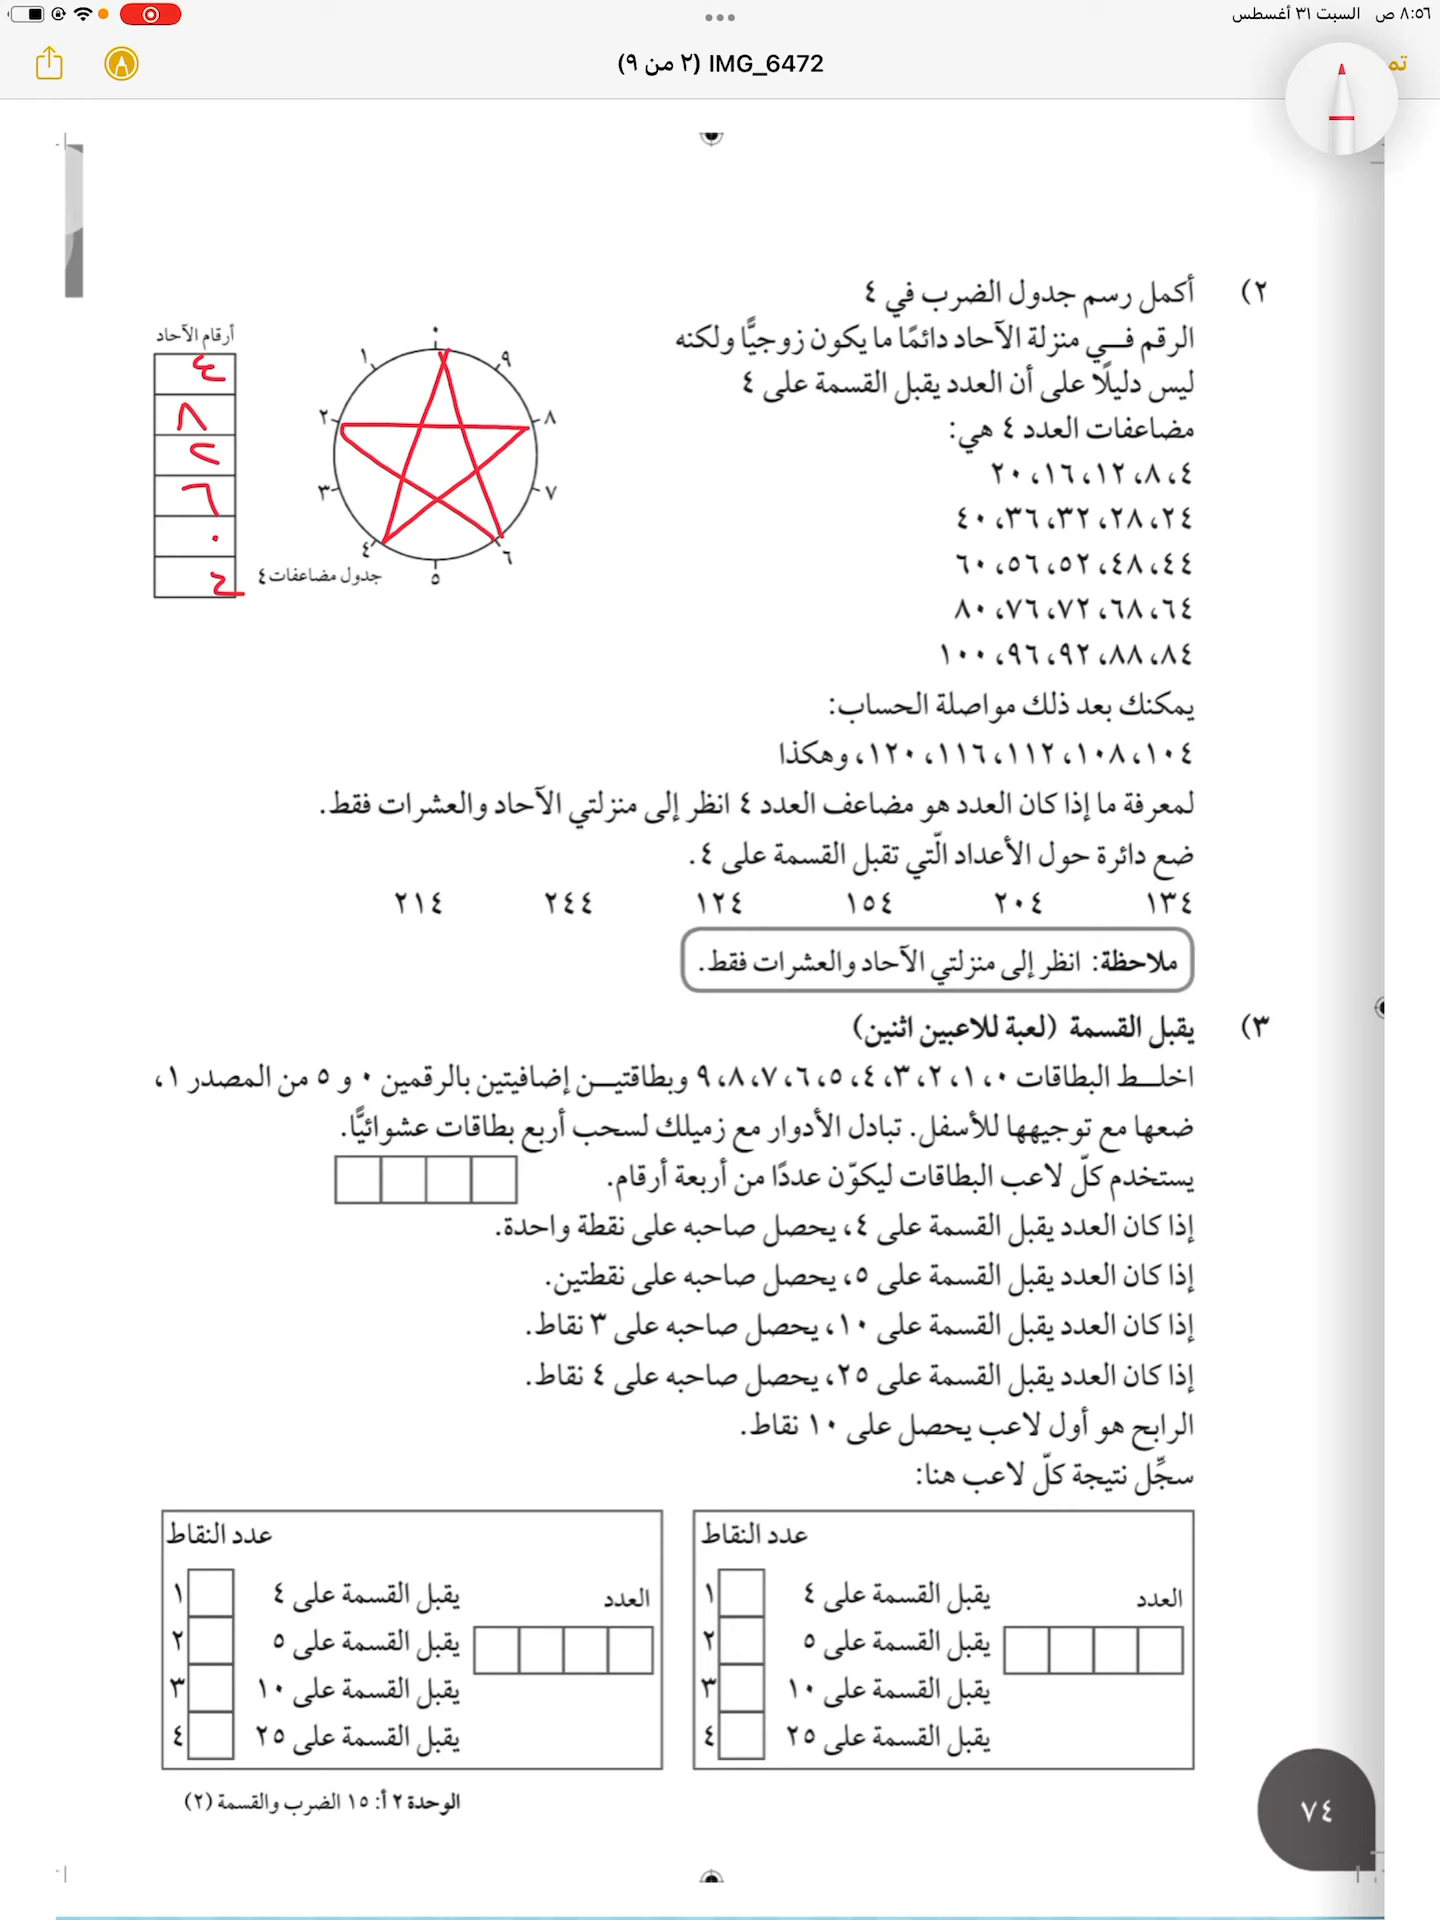 ٨:٥٦ ص السبت ٣١ أغسطس
IMG_6472 (٢ من ٩)
تم
٢) أكمل رسم جدول الضرب في ٤
الرقم في منزلة الآحاد دائمًا ما يكون زوجيًّا ولكنه
ليس دليلًا على أن العدد يقبل القسمة على ٤
مضاعفات العدد ٤ هي:
٤، ٨، ١٢، ١٦، ٢٠
٢٤، ٢٨، ٣٢، ٣٦، ٤٠
٤٤، ٤٨، ٥٢، ٥٦، ٦٠
٦٤، ٦٨، ٧٢، ٧٦، ٨٠
٨٤، ٨٨، ٩٢، ٩٦، ١٠٠
٠
٩
٨
٧
٦
٥
٤
٣
٢
١
جدول مضاعفات ٤
أرقام الآحاد
٤
٨
٢
٦
٠
٤
يمكنك بعد ذلك مواصلة الحساب:
١٠٤، ١٠٨، ١١٢، ١١٦، ١٢٠، وهكذا
لمعرفة ما إذا كان العدد هو مضاعف العدد ٤ انظر إلى منزلتي الآحاد والعشرات فقط.
ضع دائرة حول الأعداد الّتي تقبل القسمة على ٤.
١٣٤ ٢٠٤ ١٥٤ ١٢٤ ٢٤٤ ٢١٤
ملاحظة: انظر إلى منزلتي الآحاد والعشرات فقط.
٣) يقبل القسمة (لعبة للاعبين اثنين)
اخلط البطاقات ٠، ١، ٢، ٣، ٤، ٥، ٦، ٧، ٨، ٩ وبطاقتين إضافيتين بالرقمين ٠ و ٥ من المصدر ١،
ضعها مع توجيهها للأسفل. تبادل الأدوار مع زميلك لسحب أربع بطاقات عشوائيًّا.
يستخدم كلّ لاعب البطاقات ليكوّن عددًا من أربعة أرقام.
إذا كان العدد يقبل القسمة على ٤، يحصل صاحبه على نقطة واحدة.
إذا كان العدد يقبل القسمة على ٥، يحصل صاحبه على نقطتين.
إذا كان العدد يقبل القسمة على ١٠، يحصل صاحبه على ٣ نقاط.
إذا كان العدد يقبل القسمة على ٢٥، يحصل صاحبه على ٤ نقاط.
الرابح هو أول لاعب يحصل على ١٠ نقاط.
سجِّل نتيجة كلّ لاعب هنا:
عدد النقاط
العدد
يقبل القسمة على ٤ ١
يقبل القسمة على ٥ ٢
يقبل القسمة على ١٠ ٣
يقبل القسمة على ٢٥ ٤
عدد النقاط
العدد
يقبل القسمة على ٤ ١
يقبل القسمة على ٥ ٢
يقبل القسمة على ١٠ ٣
يقبل القسمة على ٢٥ ٤
٧٤
الوحدة ٢ أ: ١٥ الضرب والقسمة (٢)